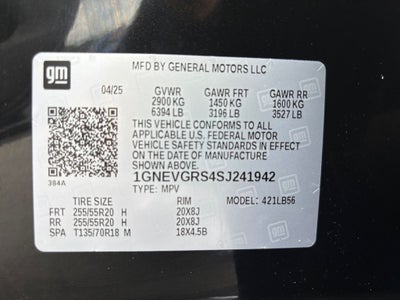 gm
MFD BY GENERAL MOTORS LLC
04/25 GVWR GAWR FRT GAWR RR
2900 KG 1450 KG 1600 KG
6394 LB 3196 LB 3527 LB
THIS VEHICLE CONFORMS TO ALL
APPLICABLE U.S. FEDERAL MOTOR
VEHICLE SAFETY STANDARDS IN EFFECT
ON THE DATE OF MANUFACTURE SHOWN
ABOVE.
1GNEVGRS4SJ241942
384A
TYPE: MPV MODEL: 421LB56
TIRE SIZE RIM
FRT 255/55R20 H 20X8J
RR 255/55R20 H 20X8J
SPA T135/70R18 M 18X4.5B